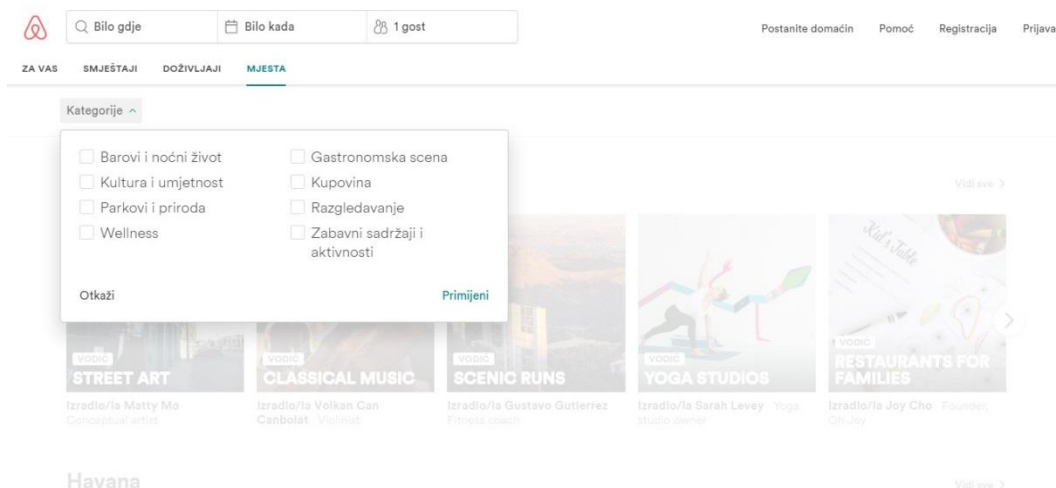 Bilo gdje
Bilo kada
1 gost
Postanite domaćin
Pomoć
Registracija
Prijava
ZA VAS
SMJEŠTAJI
DOŽIVLJAJI
MJESTA
Kategorije
Barovi i noćni život
Gastronomska scena
Kultura i umjetnost
Kupovina
Parkovi i priroda
Razgledavanje
Wellness
Zabavni sadržaji i
aktivnosti
Otkaži
Primijeni
Vidi sve
Kid's Table
VODIČ
STREET ART
VODIČ
CLASSICAL MUSIC
VODIČ
SCENIC RUNS
VODIČ
YOGA STUDIOS
VODIČ
RESTAURANTS FOR
FAMILIES
Izradio/la Matty Mo
Conceptual artist
Izradio/la Volkan Can
Canbolat Violinist
Izradio/la Gustavo Gutierrez
Fitness coach
Izradio/la Sarah Levey Yoga
studio owner
Izradio/la Joy Cho Founder,
Oh Joy
Havana
Vidi sve